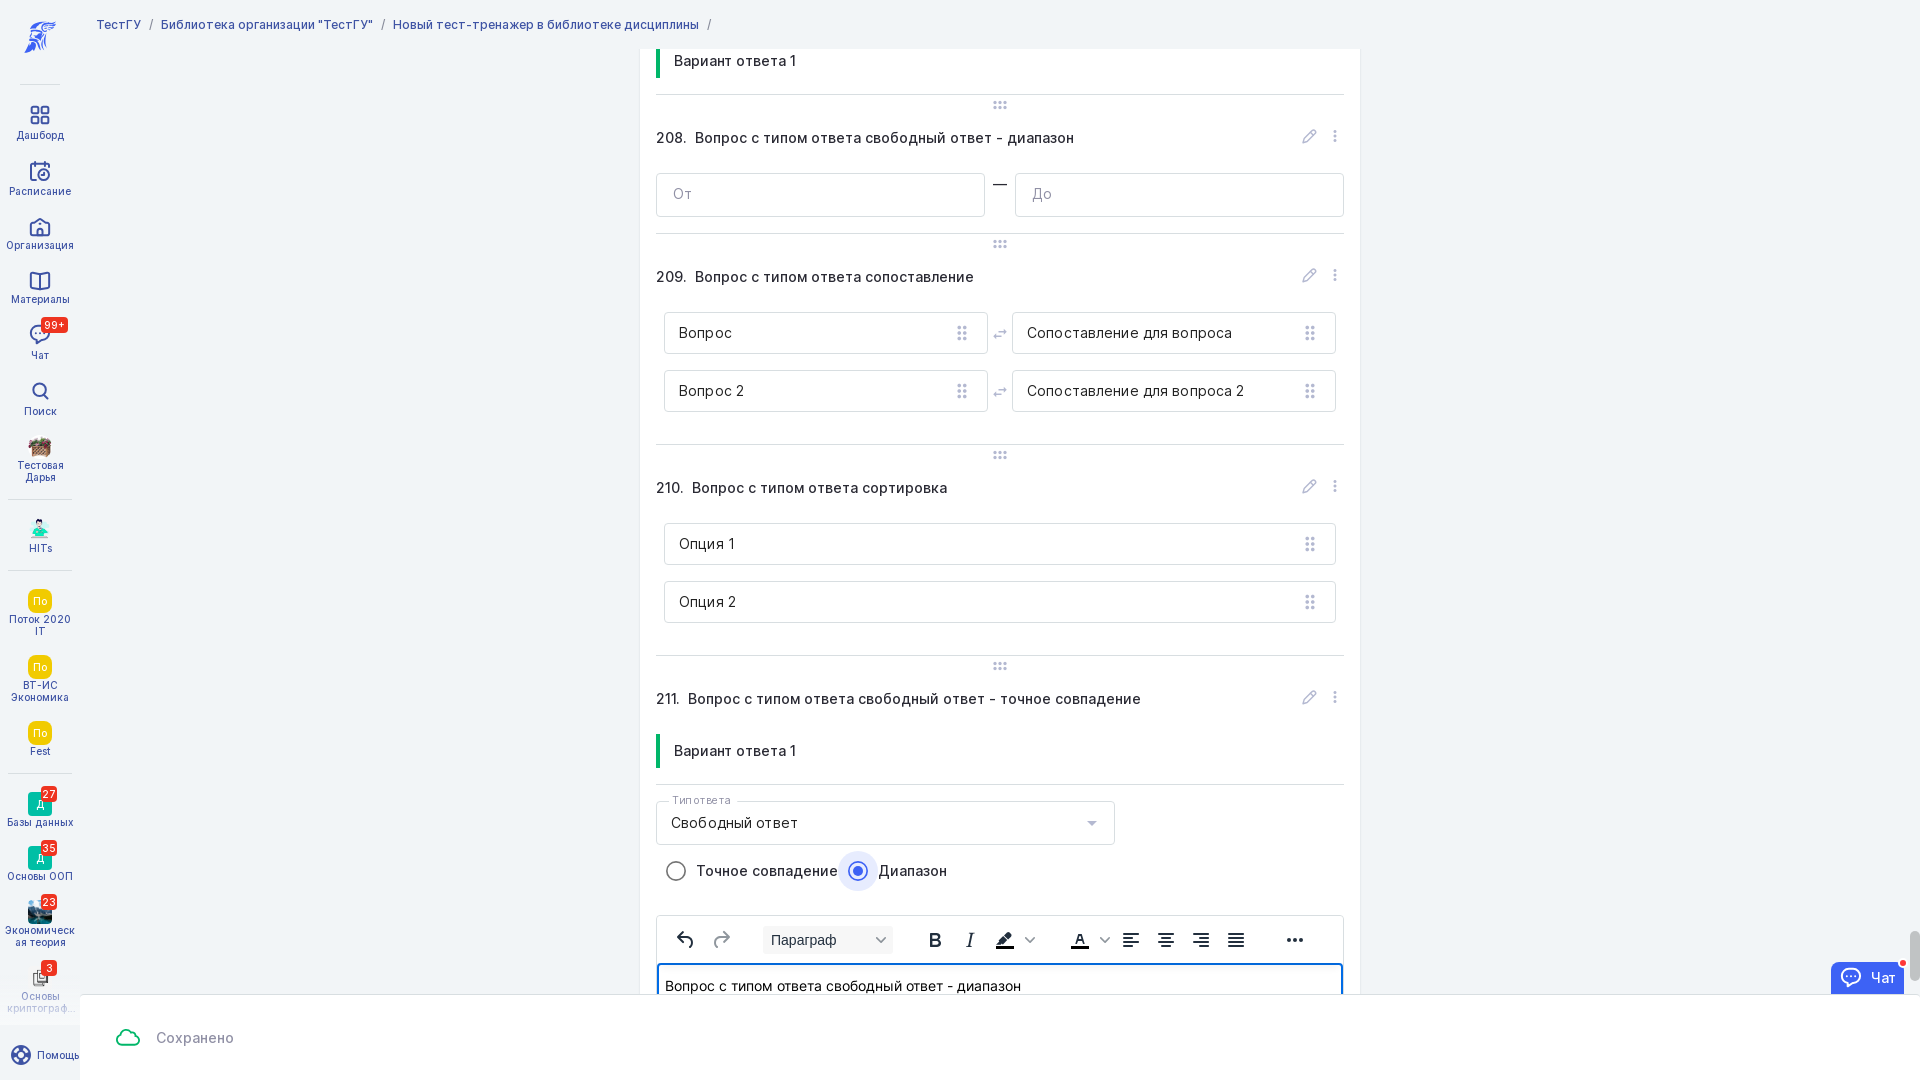 ТестГУ / Библиотека организации "ТестГУ" / Новый тест-тренажер в библиотеке дисциплины /
Дашборд
Расписание
Организация
Материалы
99+
Чат
Поиск
Тестовая
Дарья
HITs
По
Поток 2020
IT
По
ВТ-ИС
Экономика
По
Fest
27
Д
Базы данных
35
Д
Основы ООП
23
Экономическ
ая теория
3
Основы
криптограф...
Помощь
Вариант ответа 1
208. Вопрос с типом ответа свободный ответ - диапазон
От — До
209. Вопрос с типом ответа сопоставление
Вопрос Сопоставление для вопроса
Вопрос 2 Сопоставление для вопроса 2
210. Вопрос с типом ответа сортировка
Опция 1
Опция 2
211. Вопрос с типом ответа свободный ответ - точное совпадение
Вариант ответа 1
Тип ответа
Свободный ответ
Точное совпадение Диапазон
Параграф
Вопрос с типом ответа свободный ответ - диапазон
Чат
Сохранено